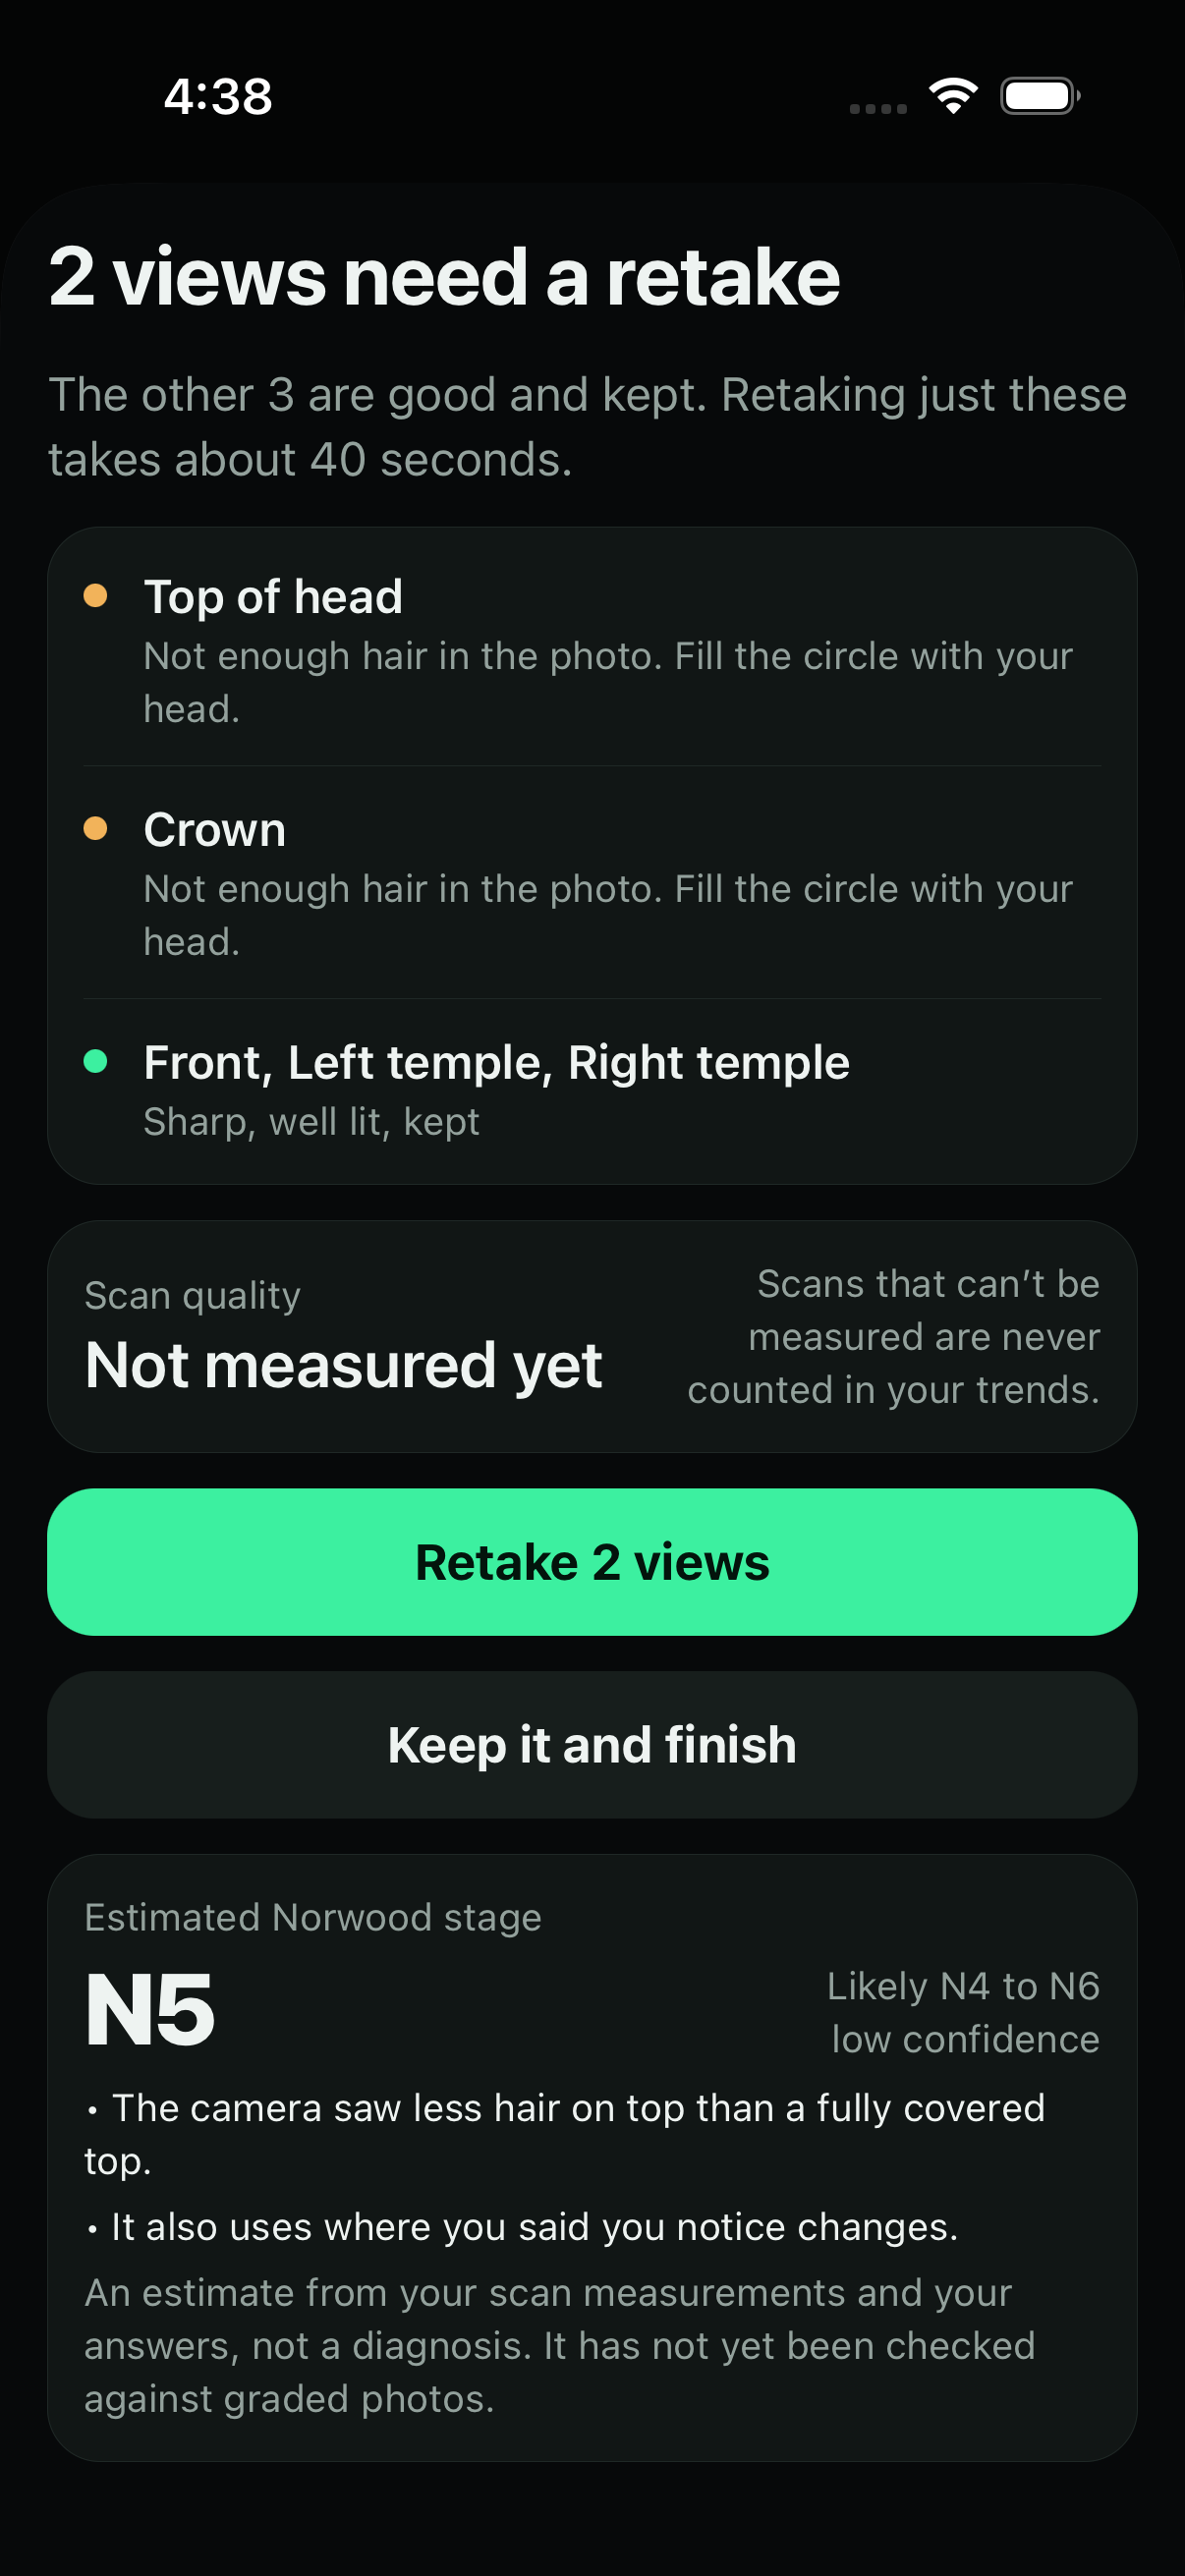 4:38
2 views need a retake
The other 3 are good and kept. Retaking just these
takes about 40 seconds.
Top of head
Not enough hair in the photo. Fill the circle with your
head.
Crown
Not enough hair in the photo. Fill the circle with your
head.
Front, Left temple, Right temple
Sharp, well lit, kept
Scan quality
Not measured yet
Scans that can’t be
measured are never
counted in your trends.
Retake 2 views
Keep it and finish
Estimated Norwood stage
N5
Likely N4 to N6
low confidence
• The camera saw less hair on top than a fully covered
top.
• It also uses where you said you notice changes.
An estimate from your scan measurements and your
answers, not a diagnosis. It has not yet been checked
against graded photos.